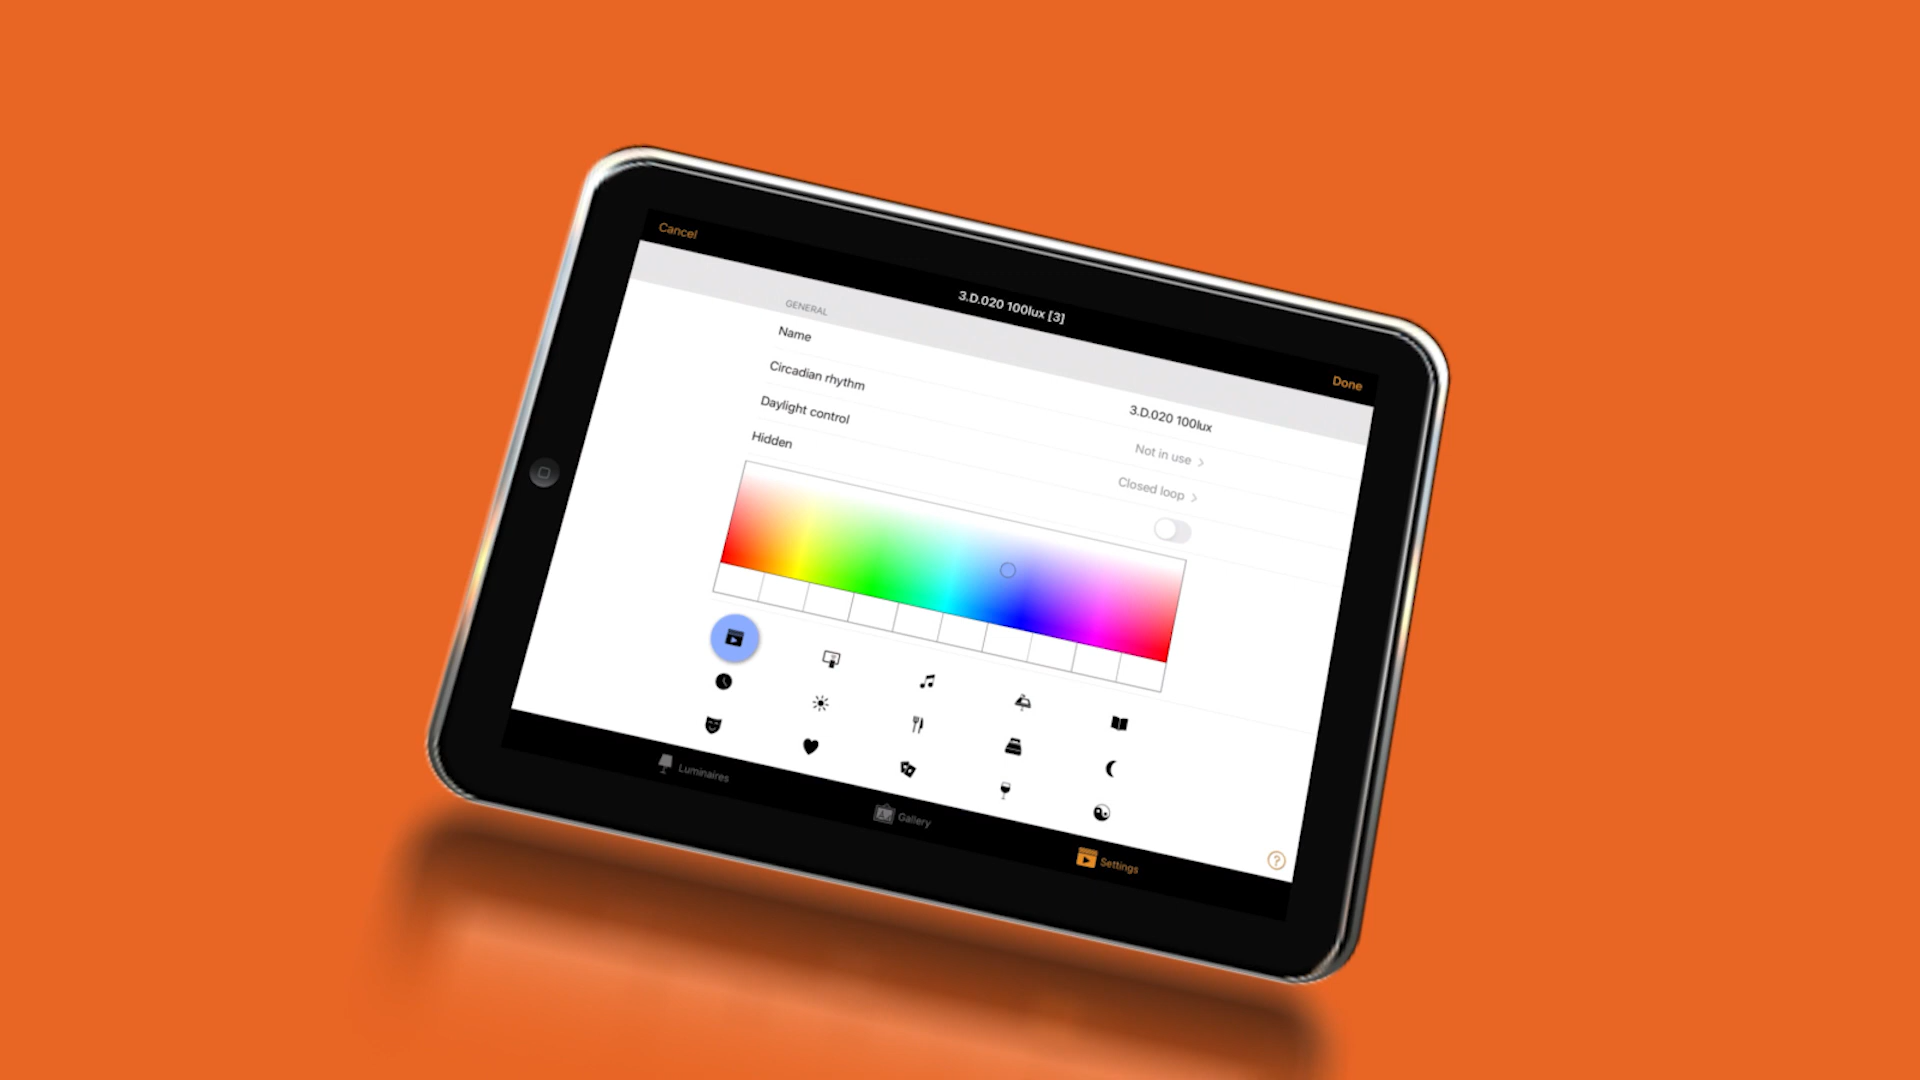 Cancel
3.D.020 100lux [3]
Done
GENERAL
Name
3.D.020 100lux
Circadian rhythm
Not in use
Daylight control
Closed loop
Hidden
Luminaires
Gallery
Settings
?